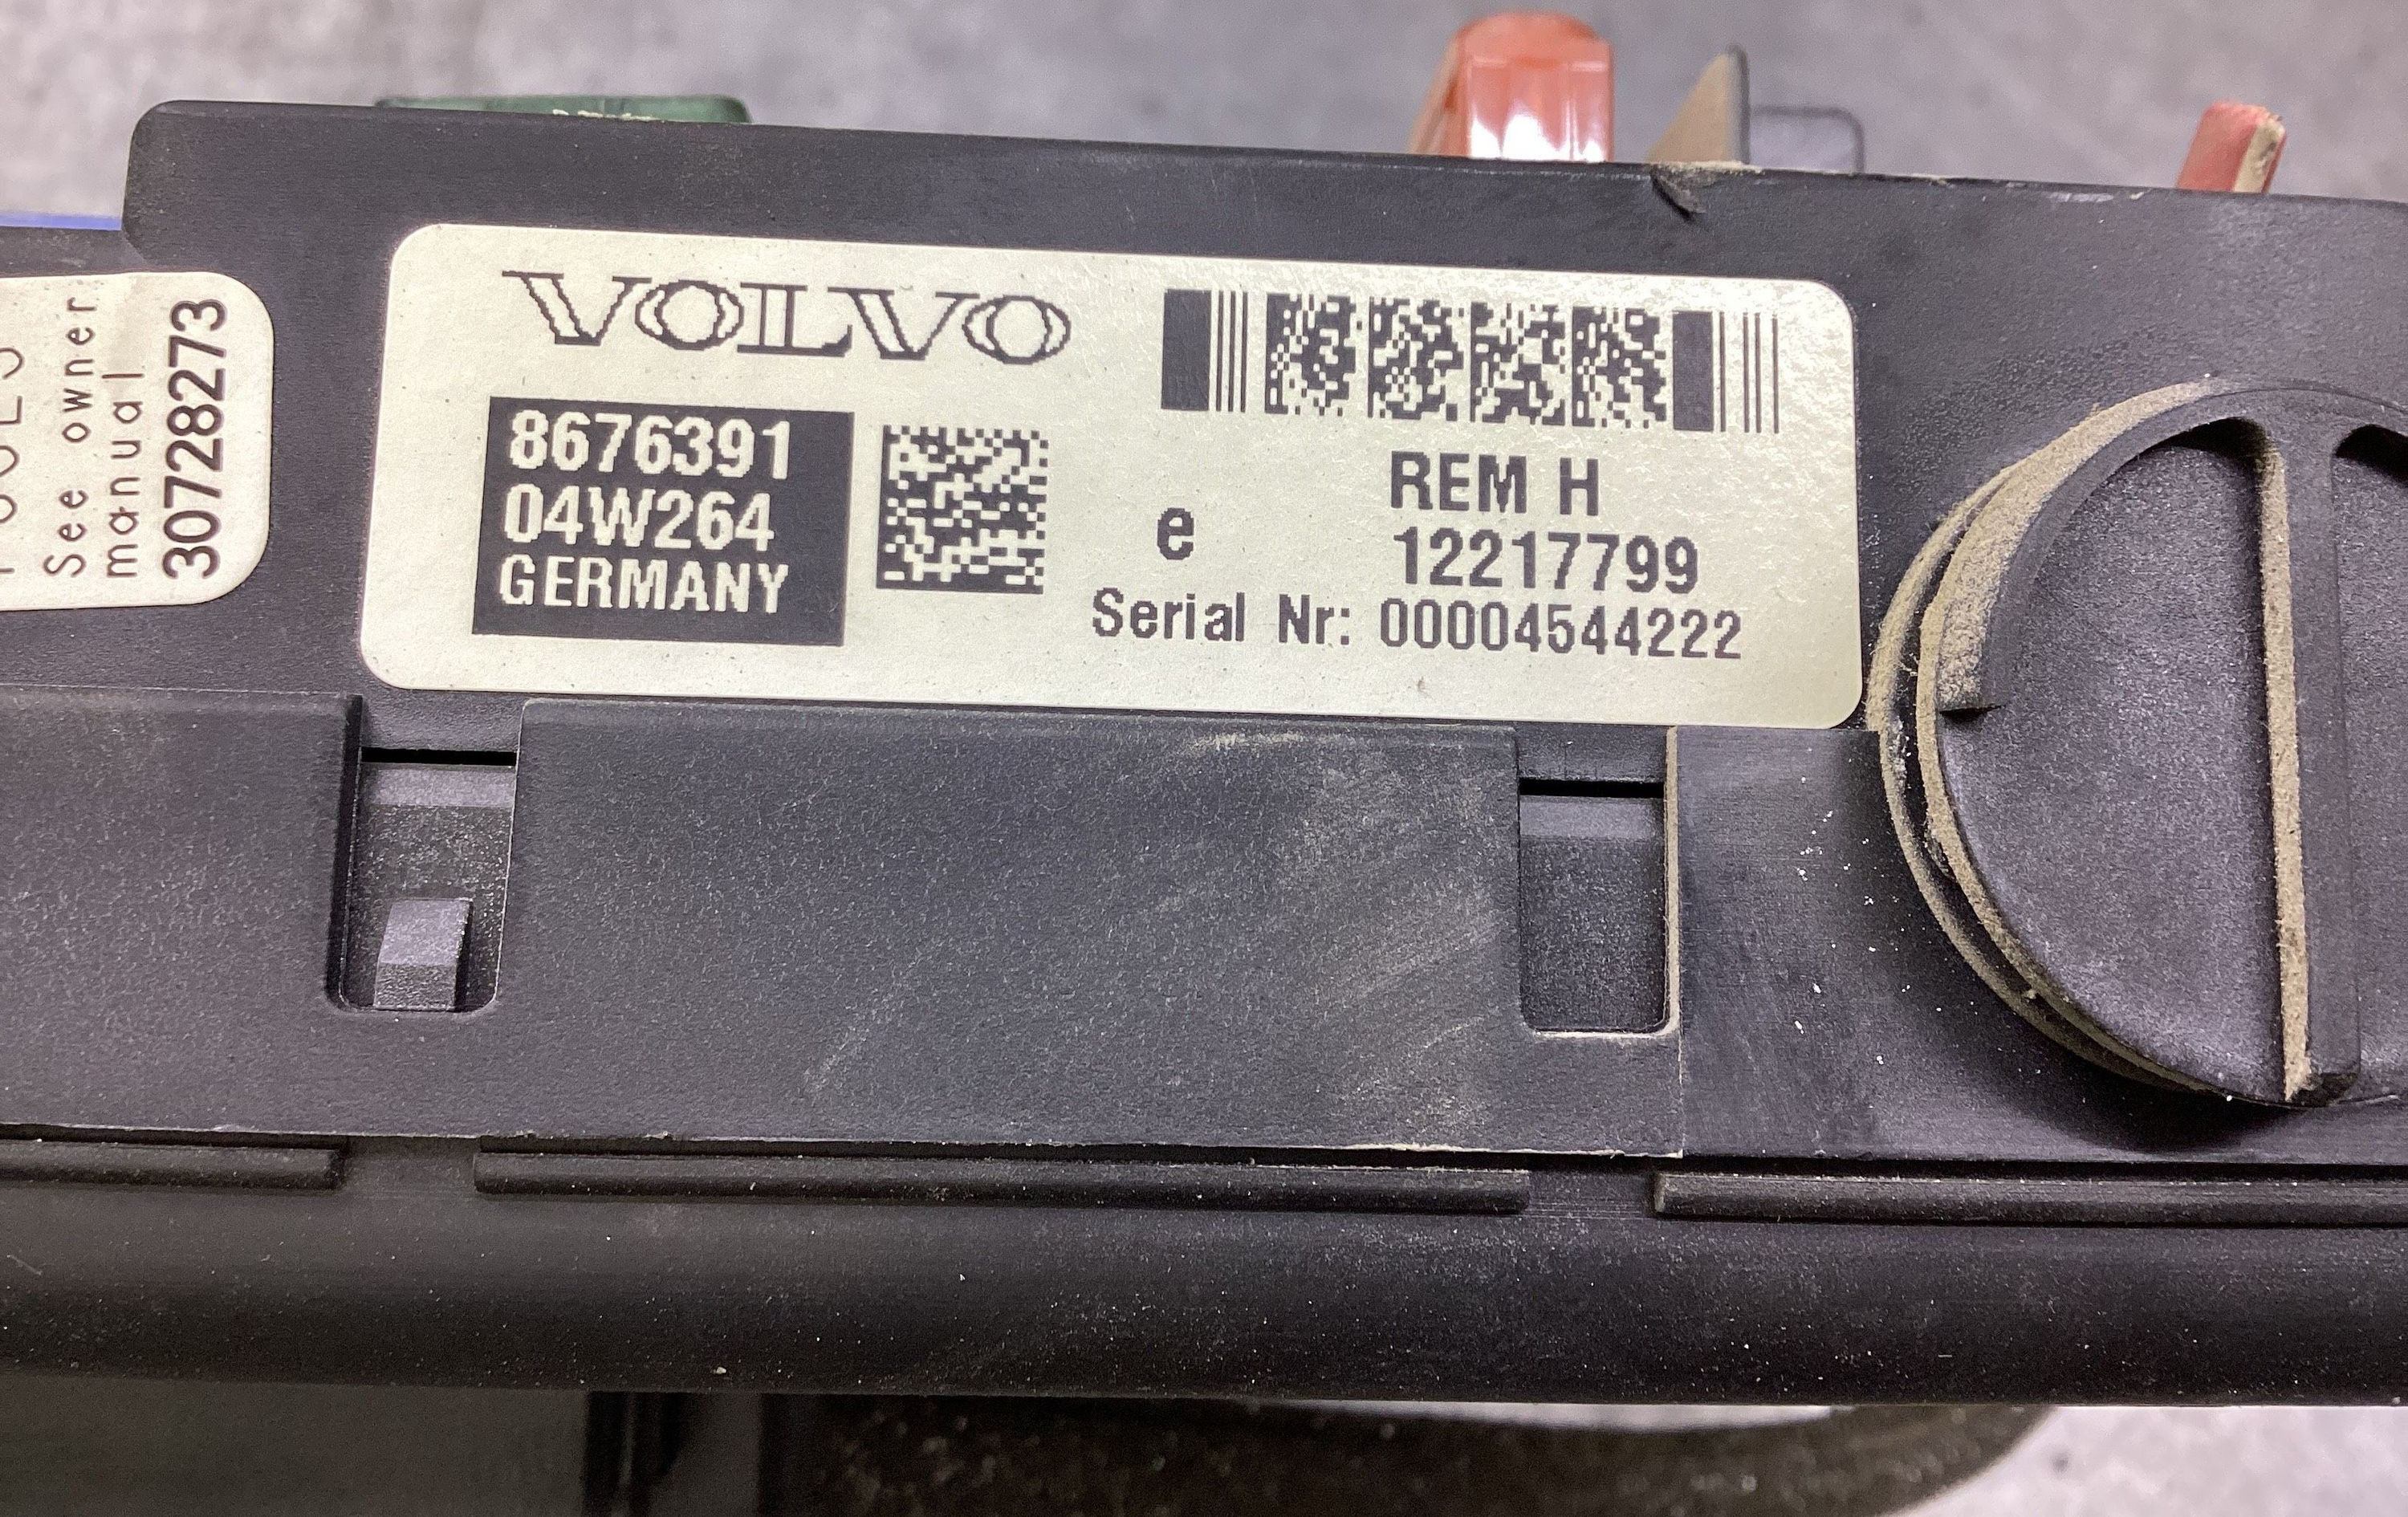 See owner
manual
30728273
VOLVO
8676391
04W264
GERMANY
e
REM H
12217799
Serial Nr: 00004544222